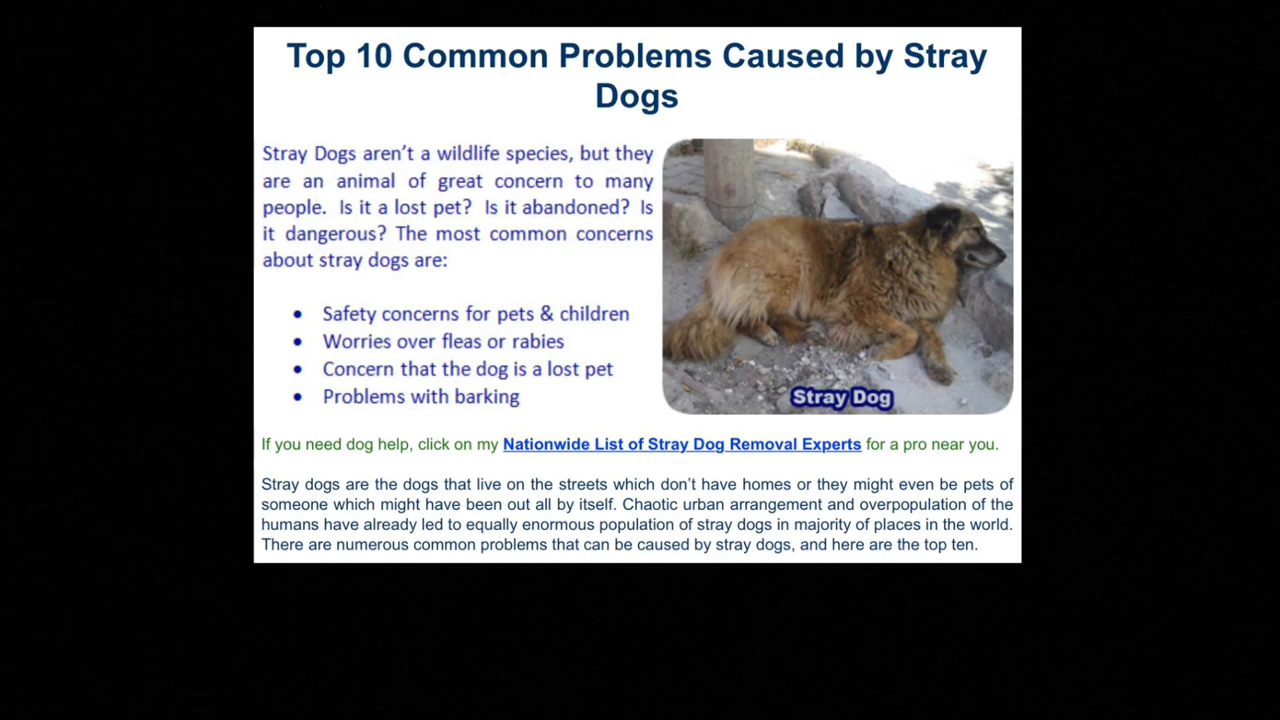 Top 10 Common Problems Caused by Stray
Dogs
Stray Dogs aren't a wildlife species, but they
are an animal of great concern to many
people. Is it a lost pet? Is it abandoned? Is
it dangerous? The most common concerns
about stray dogs are:
• Safety concerns for pets & children
• Worries over fleas or rabies
• Concern that the dog is a lost pet
• Problems with barking
Stray Dog
If you need dog help, click on my Nationwide List of Stray Dog Removal Experts for a pro near you.
Stray dogs are the dogs that live on the streets which don't have homes or they might even be pets of
someone which might have been out all by itself. Chaotic urban arrangement and overpopulation of the
humans have already led to equally enormous population of stray dogs in majority of places in the world.
There are numerous common problems that can be caused by stray dogs, and here are the top ten.